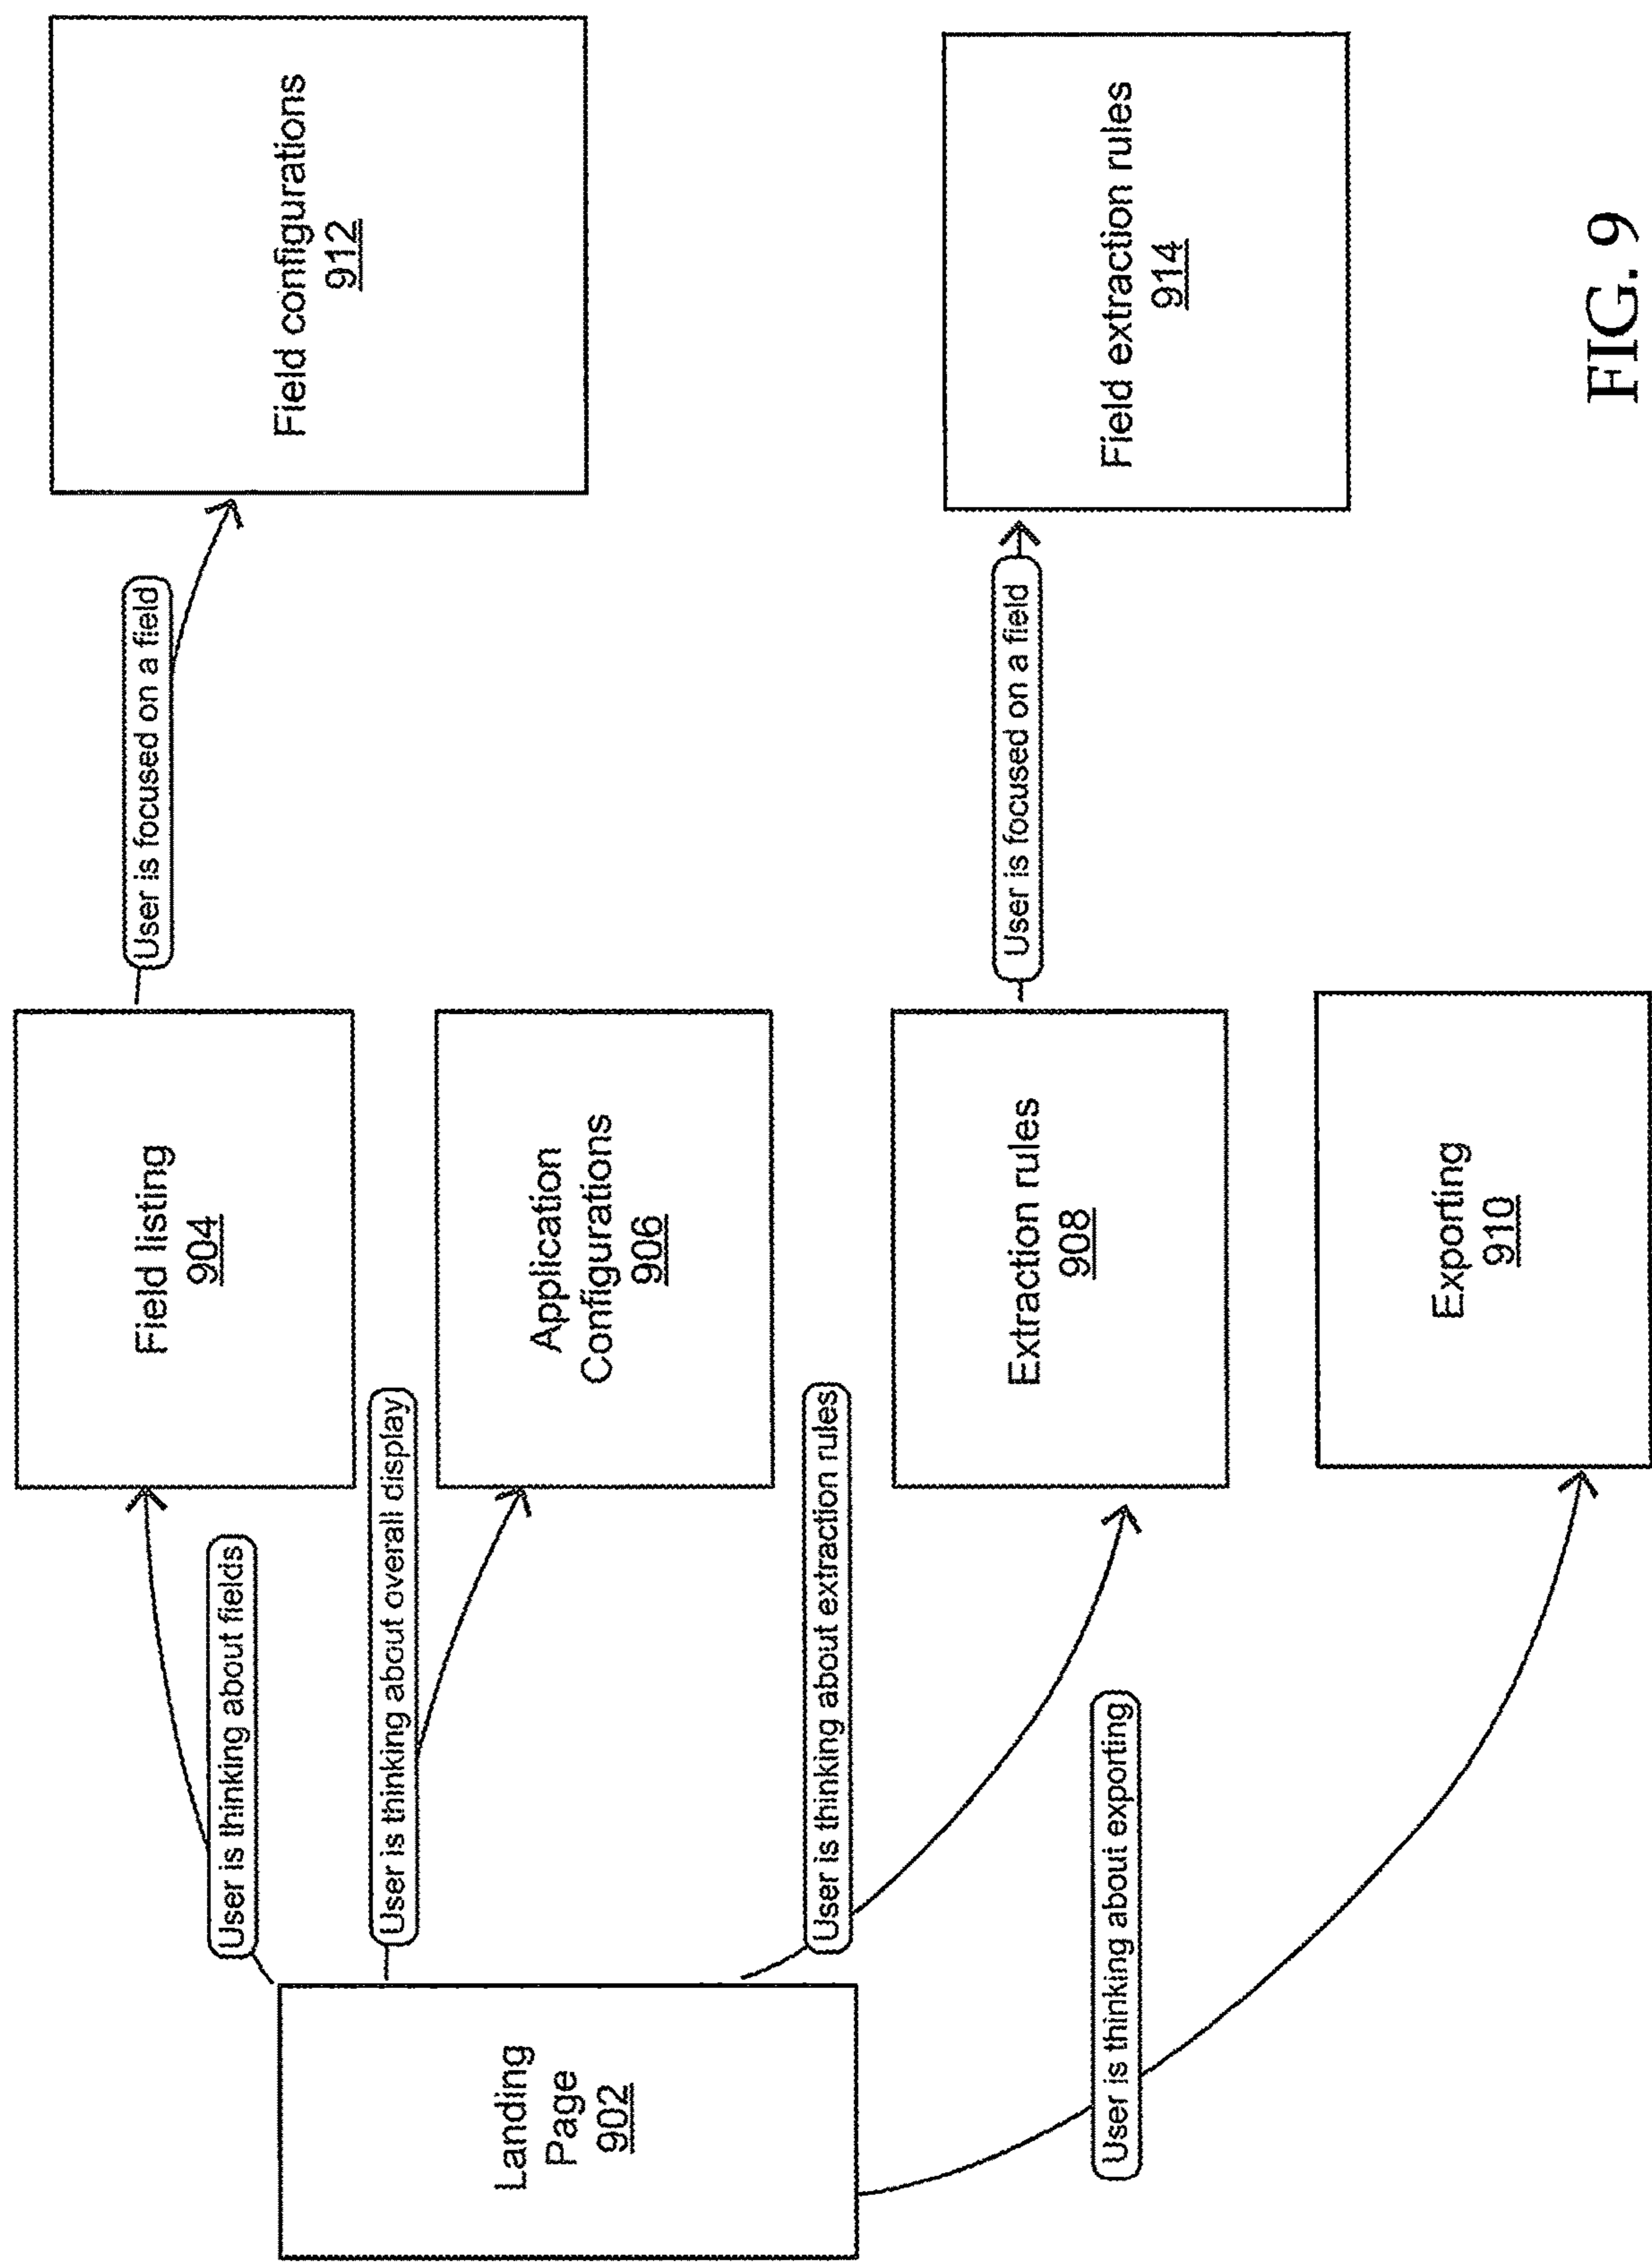 Landing
Page
902
User is thinking about fields
User is thinking about overall display
User is thinking about extraction rules
User is thinking about exporting
Field listing
904
Application
Configurations
906
Extraction rules
908
Exporting
910
User is focused on a field
User is focused on a field
Field configurations
912
Field extraction rules
914
FIG. 9